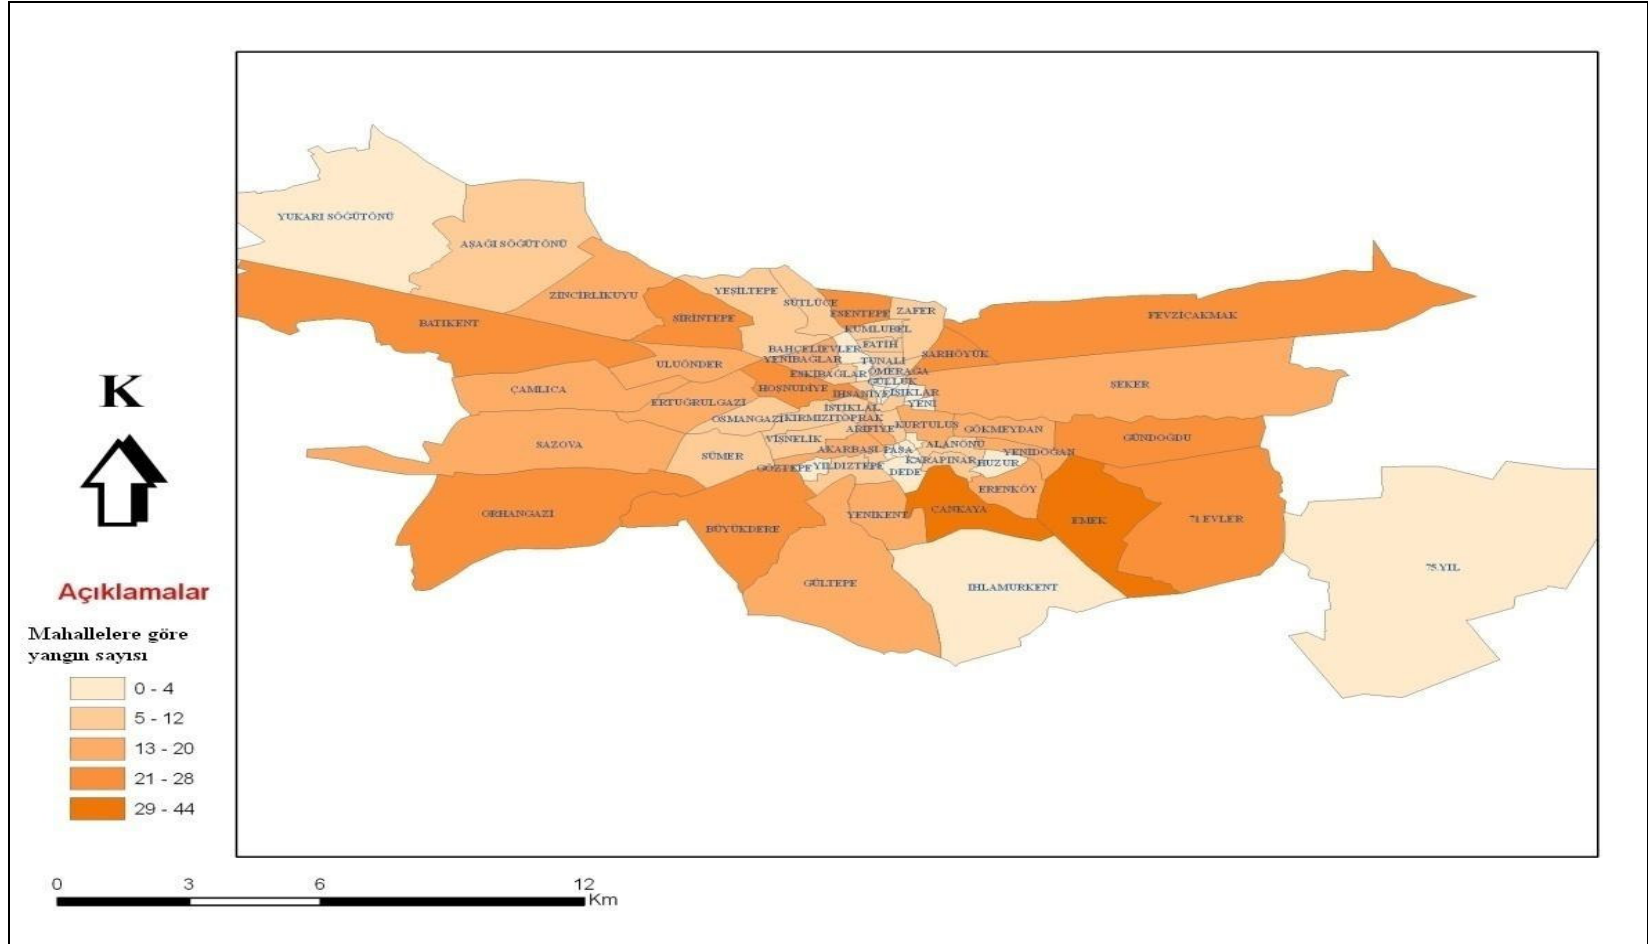 YUKARI SÖĞÜTÖNÜ
AŞAĞI SÖĞÜTÖNÜ
ZİNCİRLİKUYU
YEŞİLTEPE
SÜTLÜCE
ESENTEPE
ZAFER
FEVZİÇAKMAK
BATIKENT
ŞİRİNTEPE
KUMLUBEL
BAHÇELİEVLER
FATİH
YENİBAĞLAR
TUNALI
ŞARHÖYÜK
ULUÖNDER
ESKİBAĞLAR
ÖMERAĞA
GÜLLÜK
ŞEKER
ÇAMLICA
HOŞNUDİYE
İHSANİYE
IŞIKLAR
ERTUĞRULGAZİ
YENİ
İSTİKLAL
OSMANGAZİ
KIRMIZITOPRAK
ARİFİYE
KURTULUŞ
GÖKMEYDAN
K
SAZOVA
VİŞNELİK
ALANÖNÜ
GÜNDOĞDU
SÜMER
AKARBAŞI
PAŞA
YENİDOĞAN
GÖZTEPE
YILDIZTEPE
KARAPINAR
HUZUR
DEDE
ERENKÖY
ORHANGAZİ
BÜYÜKDERE
YENİKENT
ÇANKAYA
EMEK
71 EVLER
GÜLTEPE
IHLAMURKENT
75.YIL
Açıklamalar
Mahallelere göre
yangın sayısı
0 - 4
5 - 12
13 - 20
21 - 28
29 - 44
0 3 6 12
Km